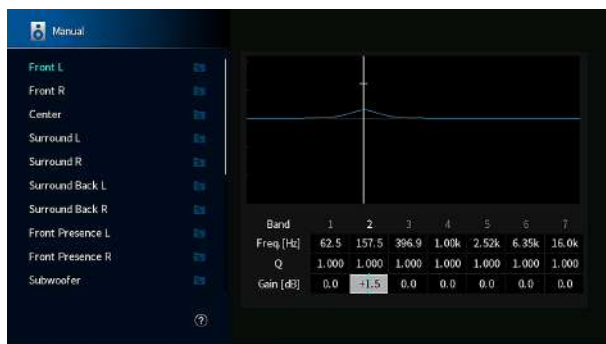 Manual
Front L
Front R
Center
Surround L
Surround R
Surround Back L
Surround Back R
Front Presence L
Front Presence R
Subwoofer
?
Band 1 2 3 4 5 6 7
Freq.[Hz] 62.5 157.5 396.9 1.00k 2.52k 6.35k 16.0k
Q 1.000 1.000 1.000 1.000 1.000 1.000 1.000
Gain [dB] 0.0 +1.5 0.0 0.0 0.0 0.0 0.0